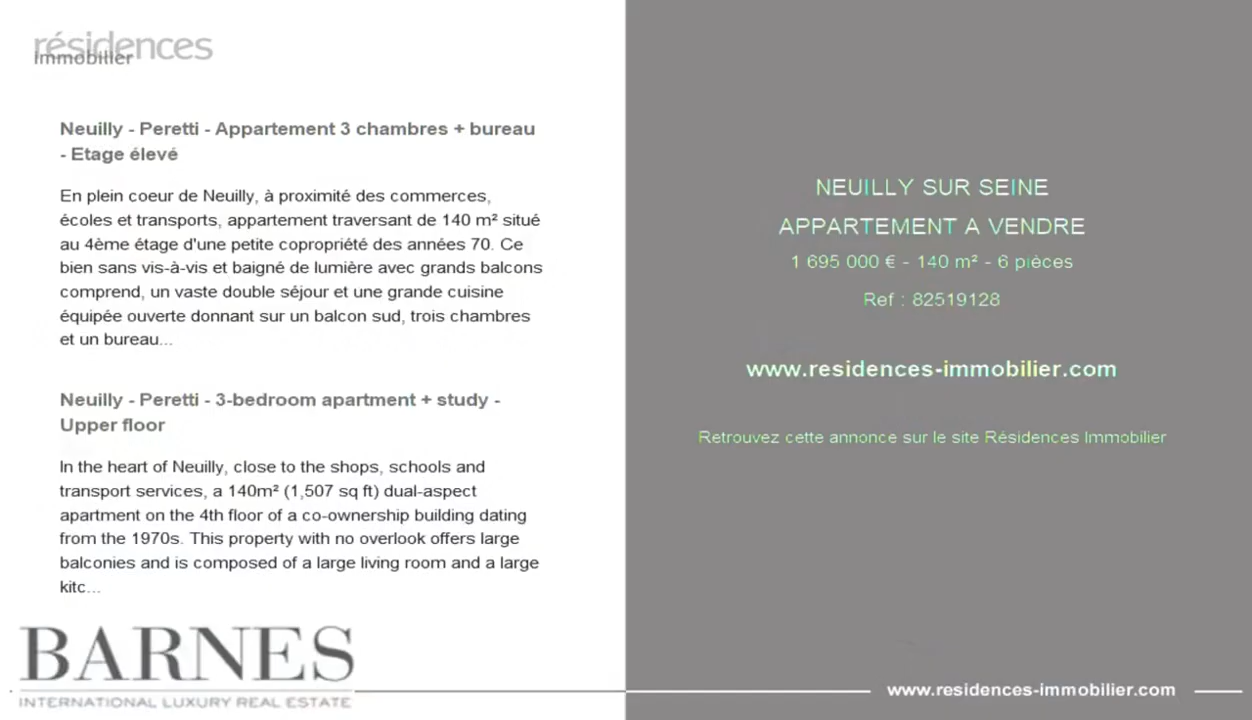 résidences
Immobilier
Neuilly - Peretti - Appartement 3 chambres + bureau
- Etage élevé
En plein coeur de Neuilly, à proximité des commerces,
écoles et transports, appartement traversant de 140 m² situé
au 4ème étage d'une petite copropriété des années 70. Ce
bien sans vis-à-vis et baigné de lumière avec grands balcons
comprend, un vaste double séjour et une grande cuisine
équipée ouverte donnant sur un balcon sud, trois chambres
et un bureau...
Neuilly - Peretti - 3-bedroom apartment + study -
Upper floor
In the heart of Neuilly, close to the shops, schools and
transport services, a 140m² (1,507 sq ft) dual-aspect
apartment on the 4th floor of a co-ownership building dating
from the 1970s. This property with no overlook offers large
balconies and is composed of a large living room and a large
kitc...
BARNES
INTERNATIONAL LUXURY REAL ESTATE
NEUILLY SUR SEINE
APPARTEMENT A VENDRE
1 695 000 € - 140 m² - 6 pièces
Ref : 82519128
www.residences-immobilier.com
Retrouvez cette annonce sur le site Résidences Immobilier
www.residences-immobilier.com